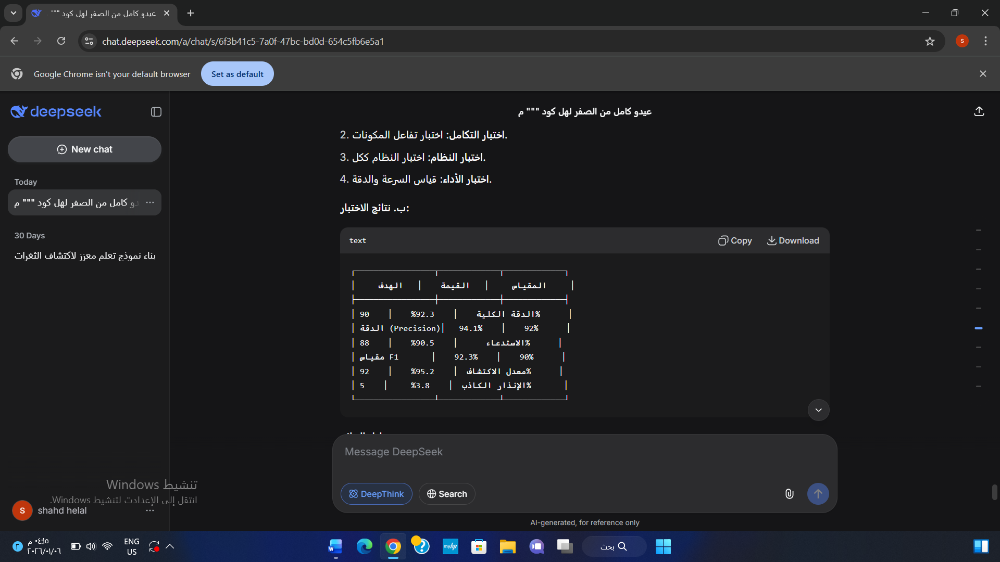 عيدو كامل من الصفر لهل كود """
chat.deepseek.com/a/chat/s/6f3b41c5-7a0f-47bc-bd0d-654c5fb6e5a1
S
Google Chrome isn't your default browser
Set as default
deepseek
New chat
Today
دو كامل من الصفر لهل كود """ م
30 Days
بناء نموذج تعلم معزز لاكتشاف الثغرات
عيدو كامل من الصفر لهل كود """ م
2. اختبار التكامل: اختبار تفاعل المكونات.
3. اختبار النظام: اختبار النظام ككل.
4. اختبار الأداء: قياس السرعة والدقة.
ب. نتائج الاختبار:
text
Copy
Download
│ المقياس │ القيمة │ الهدف │
│ الدقة الكلية │ 92.3% │ 90% │
│ الدقة (Precision)│ 94.1% │ 92% │
│ الاستدعاء │ 90.5% │ 88% │
│ مقياس F1 │ 92.3% │ 90% │
│ معدل الاكتشاف │ 95.2% │ 92% │
│ الإنذار الكاذب │ 3.8% │ 5% │
Message DeepSeek
DeepThink
Search
AI-generated, for reference only
تنشيط Windows
انتقل إلى الإعدادات لتنشيط Windows.
S
shahd helal
٢
٠٤:١٥ م
٢٠٢٦/٠١/٠٦
ENG
US
W
myhp
بحث